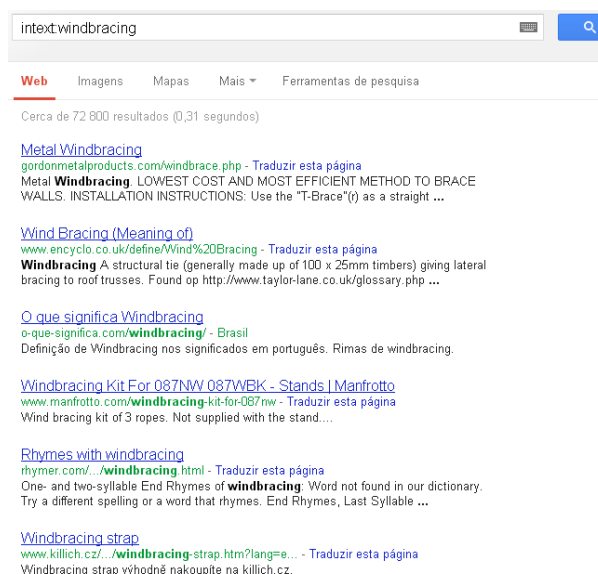 intext:windbracing
Web Imagens Mapas Mais Ferramentas de pesquisa
Cerca de 72 800 resultados (0,31 segundos)
Metal Windbracing
gordonmetalproducts.com/windbrace.php - Traduzir esta página
Metal Windbracing. LOWEST COST AND MOST EFFICIENT METHOD TO BRACE
WALLS. INSTALLATION INSTRUCTIONS: Use the "T-Brace"(r) as a straight ...
Wind Bracing (Meaning of)
www.encyclo.co.uk/define/Wind%20Bracing - Traduzir esta página
Windbracing A structural tie (generally made up of 100 x 25mm timbers) giving lateral
bracing to roof trusses. Found op http://www.taylor-lane.co.uk/glossary.php ...
O que significa Windbracing
o-que-significa.com/windbracing/ - Brasil
Definição de Windbracing nos significados em português. Rimas de windbracing.
Windbracing Kit For 087NW 087WBK - Stands | Manfrotto
www.manfrotto.com/windbracing-kit-for-087nw - Traduzir esta página
Wind bracing kit of 3 ropes. Not supplied with the stand....
Rhymes with windbracing
rhymer.com/.../windbracing.html - Traduzir esta página
One- and two-syllable End Rhymes of windbracing: Word not found in our dictionary.
Try a different spelling or a word that rhymes. End Rhymes, Last Syllable ...
Windbracing strap
www.killich.cz/.../windbracing-strap.htm?lang=e... - Traduzir esta página
Windbracing strap výhodně nakoupíte na killich.cz.